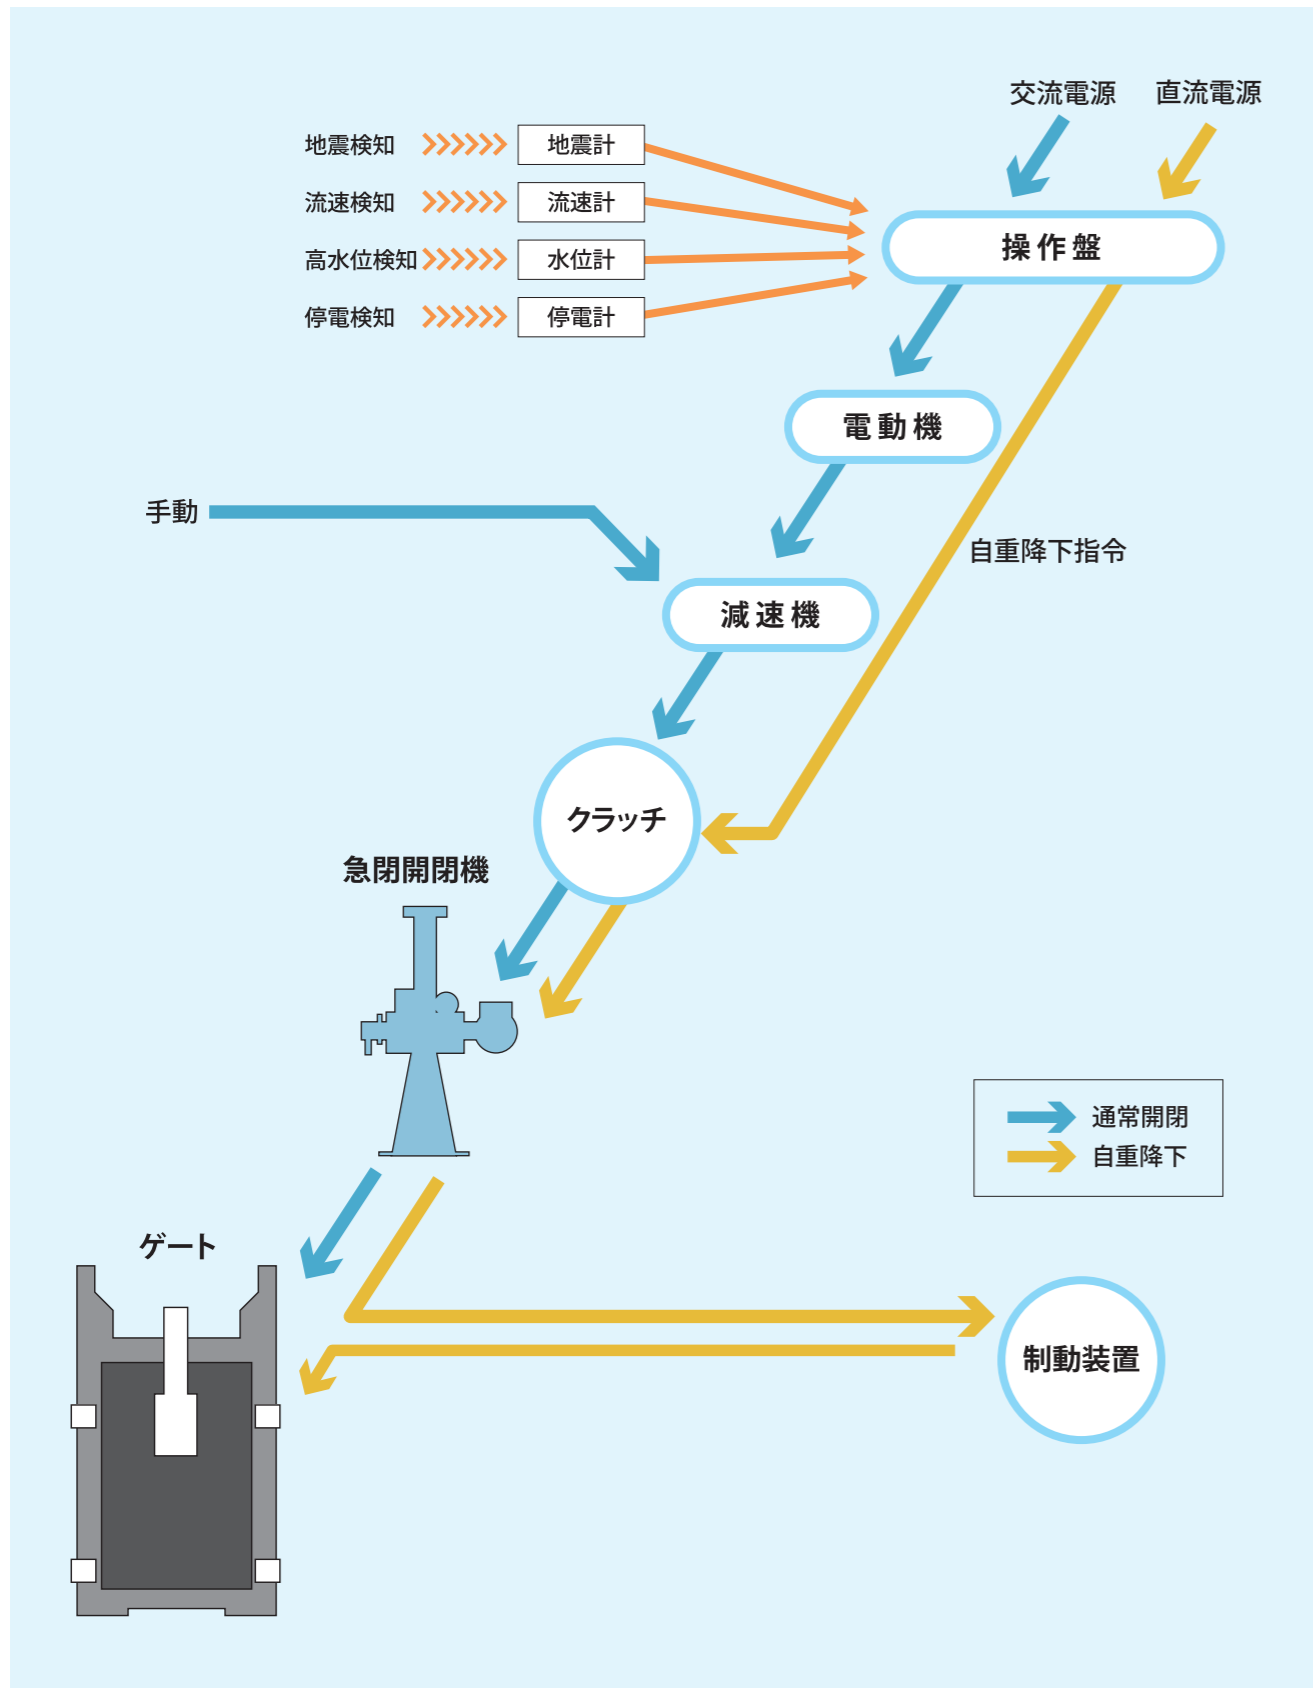 交流電源
直流電源
地震検知
地震計
流速検知
流速計
高水位検知
水位計
停電検知
停電計
操作盤
電動機
手動
自重降下指令
減速機
クラッチ
急閉開閉機
通常開閉
自重降下
ゲート
制動装置